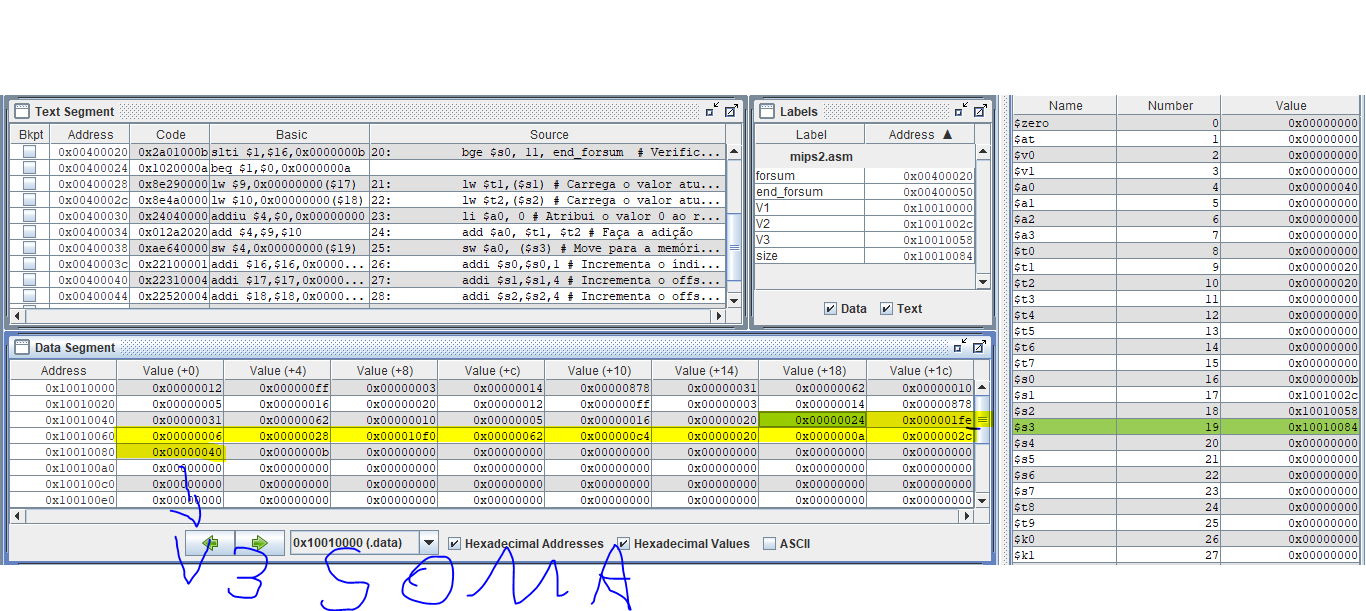 Text Segment
Bkpt Address Code Basic Source
0x00400020 0x2a01000b slti $1,$16,0x0000000b 20: bge $s0, 11, end_forsum # Verific...
0x00400024 0x1020000a beq $1,$0,0x0000000a
0x00400028 0x8e290000 lw $9,0x00000000($17) 21: lw $t1,($s1) # Carrega o valor atu...
0x0040002c 0x8e4a0000 lw $10,0x00000000($18) 22: lw $t2,($s2) # Carrega o valor atu...
0x00400030 0x24040000 addiu $4,$0,0x00000000 23: li $a0, 0 # Atribui o valor 0 ao r...
0x00400034 0x012a2020 add $4,$9,$10 24: add $a0, $t1, $t2 # Faça a adição
0x00400038 0xae640000 sw $4,0x00000000($19) 25: sw $a0, ($s3) # Move para a memóri...
0x0040003c 0x22100001 addi $16,$16,0x0000... 26: addi $s0,$s0,1 # Incrementa o índi...
0x00400040 0x22310004 addi $17,$17,0x0000... 27: addi $s1,$s1,4 # Incrementa o offs...
0x00400044 0x22520004 addi $18,$18,0x0000... 28: addi $s2,$s2,4 # Incrementa o offs...
Labels
Label Address ▲
mips2.asm
forsum 0x00400020
end_forsum 0x00400050
V1 0x10010000
V2 0x1001002c
V3 0x10010058
size 0x10010084
Data Text
Data Segment
Address Value (+0) Value (+4) Value (+8) Value (+c) Value (+10) Value (+14) Value (+18) Value (+1c)
0x10010000 0x00000012 0x000000ff 0x00000003 0x00000014 0x00000878 0x00000031 0x00000062 0x00000010
0x10010020 0x00000005 0x00000016 0x00000020 0x00000012 0x000000ff 0x00000003 0x00000014 0x00000878
0x10010040 0x00000031 0x00000062 0x00000010 0x00000005 0x00000016 0x00000020 0x00000024 0x000001fe
0x10010060 0x00000006 0x00000028 0x000010f0 0x00000062 0x000000c4 0x00000020 0x0000000a 0x0000002c
0x10010080 0x00000040 0x0000000b 0x00000000 0x00000000 0x00000000 0x00000000 0x00000000 0x00000000
0x100100a0 0x00000000 0x00000000 0x00000000 0x00000000 0x00000000 0x00000000 0x00000000 0x00000000
0x100100c0 0x00000000 0x00000000 0x00000000 0x00000000 0x00000000 0x00000000 0x00000000 0x00000000
0x100100e0 0x00000000 0x00000000 0x00000000 0x00000000 0x00000000 0x00000000 0x00000000 0x00000000
0x10010000 (.data) Hexadecimal Addresses Hexadecimal Values ASCII
V3 SOMA
Name Number Value
$zero 0 0x00000000
$at 1 0x00000000
$v0 2 0x00000000
$v1 3 0x00000000
$a0 4 0x00000040
$a1 5 0x00000000
$a2 6 0x00000000
$a3 7 0x00000000
$t0 8 0x00000000
$t1 9 0x00000020
$t2 10 0x00000020
$t3 11 0x00000000
$t4 12 0x00000000
$t5 13 0x00000000
$t6 14 0x00000000
$t7 15 0x00000000
$s0 16 0x0000000b
$s1 17 0x1001002c
$s2 18 0x10010058
$s3 19 0x10010084
$s4 20 0x00000000
$s5 21 0x00000000
$s6 22 0x00000000
$s7 23 0x00000000
$t8 24 0x00000000
$t9 25 0x00000000
$k0 26 0x00000000
$k1 27 0x00000000